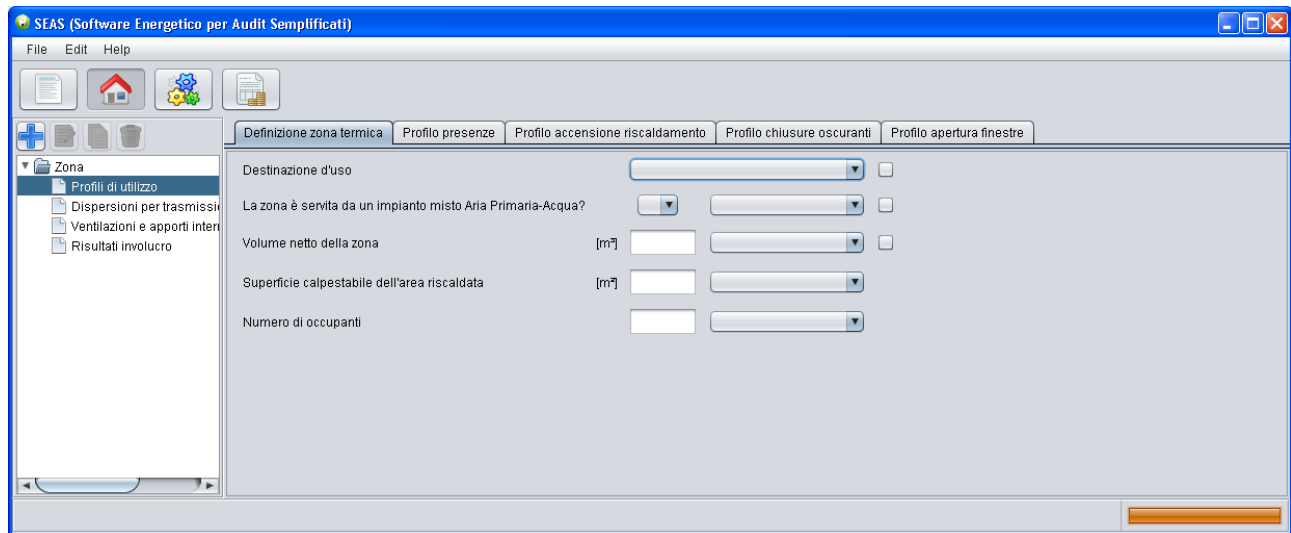 SEAS (Software Energetico per Audit Semplificati)
File Edit Help
Definizione zona termica Profilo presenze Profilo accensione riscaldamento Profilo chiusure oscuranti Profilo apertura finestre
Zona
Profili di utilizzo
Dispersioni per trasmissi
Ventilazioni e apporti intern
Risultati involucro
Destinazione d'uso
La zona è servita da un impianto misto Aria Primaria-Acqua?
Volume netto della zona [m³]
Superficie calpestabile dell'area riscaldata [m²]
Numero di occupanti